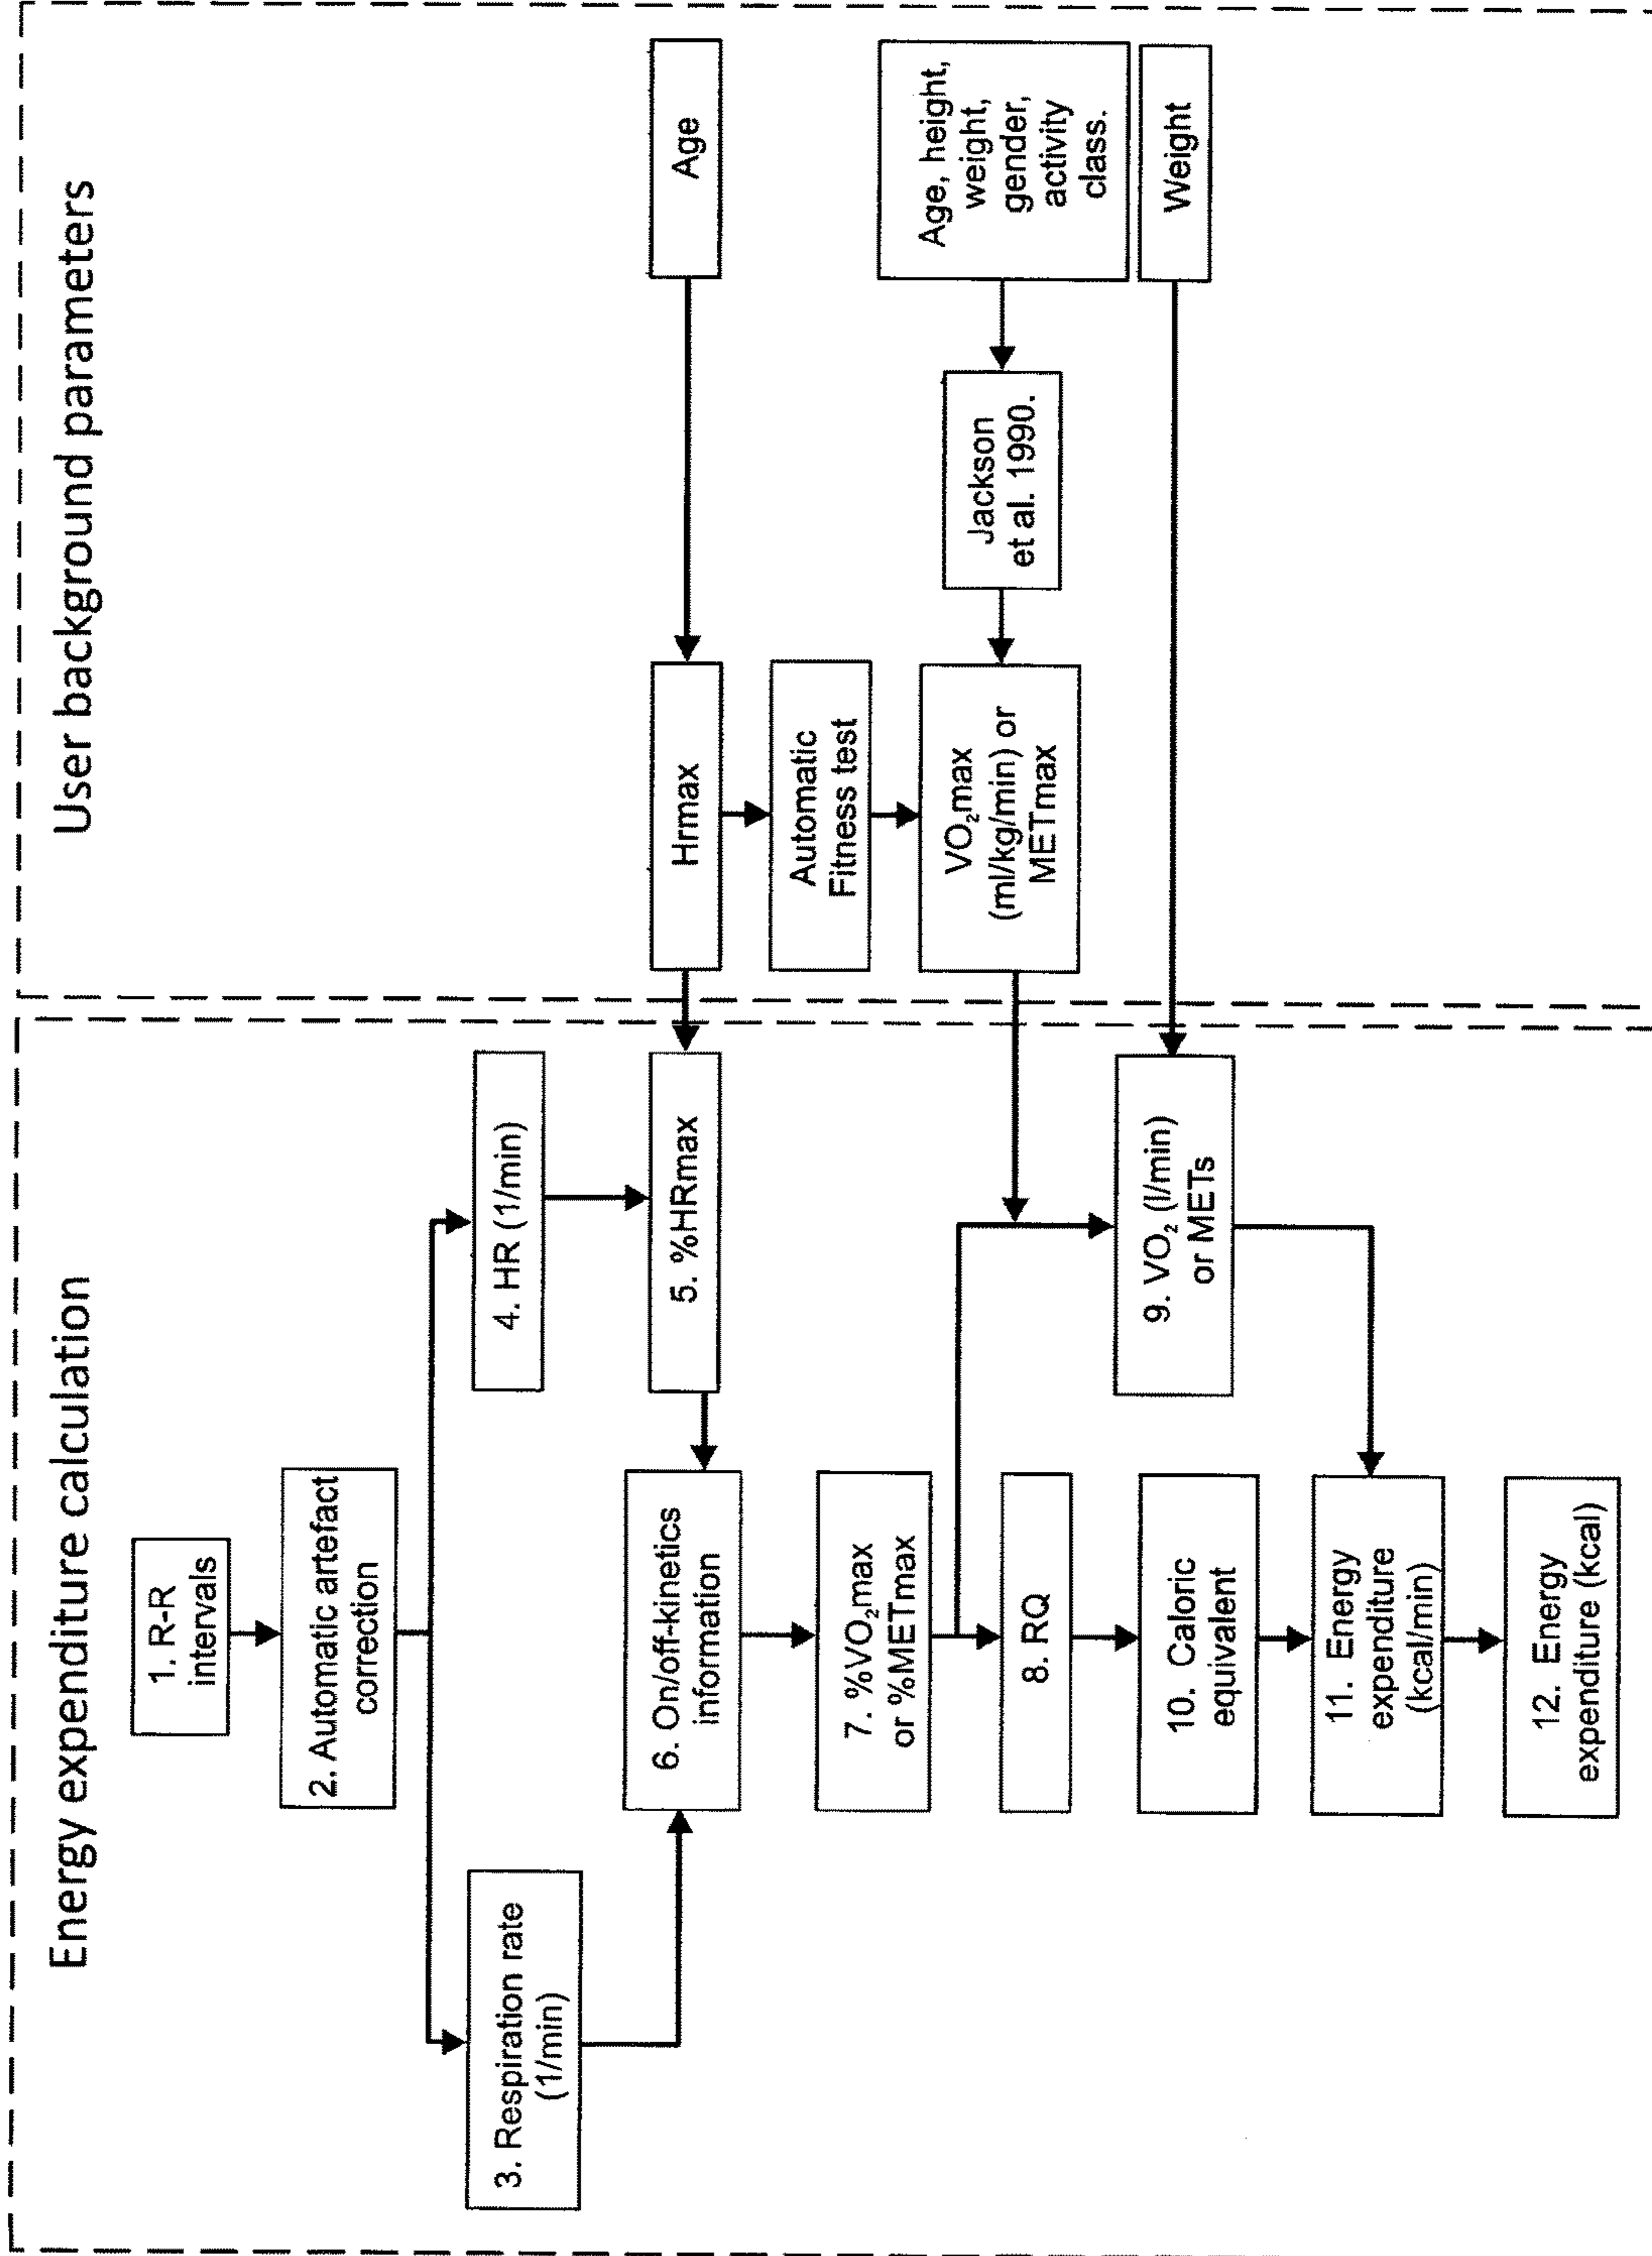 Energy expenditure calculation
1. R-R
intervals
2. Automatic artefact
correction
3. Respiration rate
(1/min)
4. HR (1/min)
5. %HRmax
6. On/off-kinetics
information
7. %VO₂max
or %METmax
8. RQ
9. VO₂ (l/min)
or METs
10. Caloric
equivalent
11. Energy
expenditure
(kcal/min)
12. Energy
expenditure (kcal)
User background parameters
Hrmax
Age
Automatic
Fitness test
VO₂max
(ml/kg/min) or
METmax
Jackson
et al. 1990.
Age, height,
weight,
gender,
activity
class.
Weight